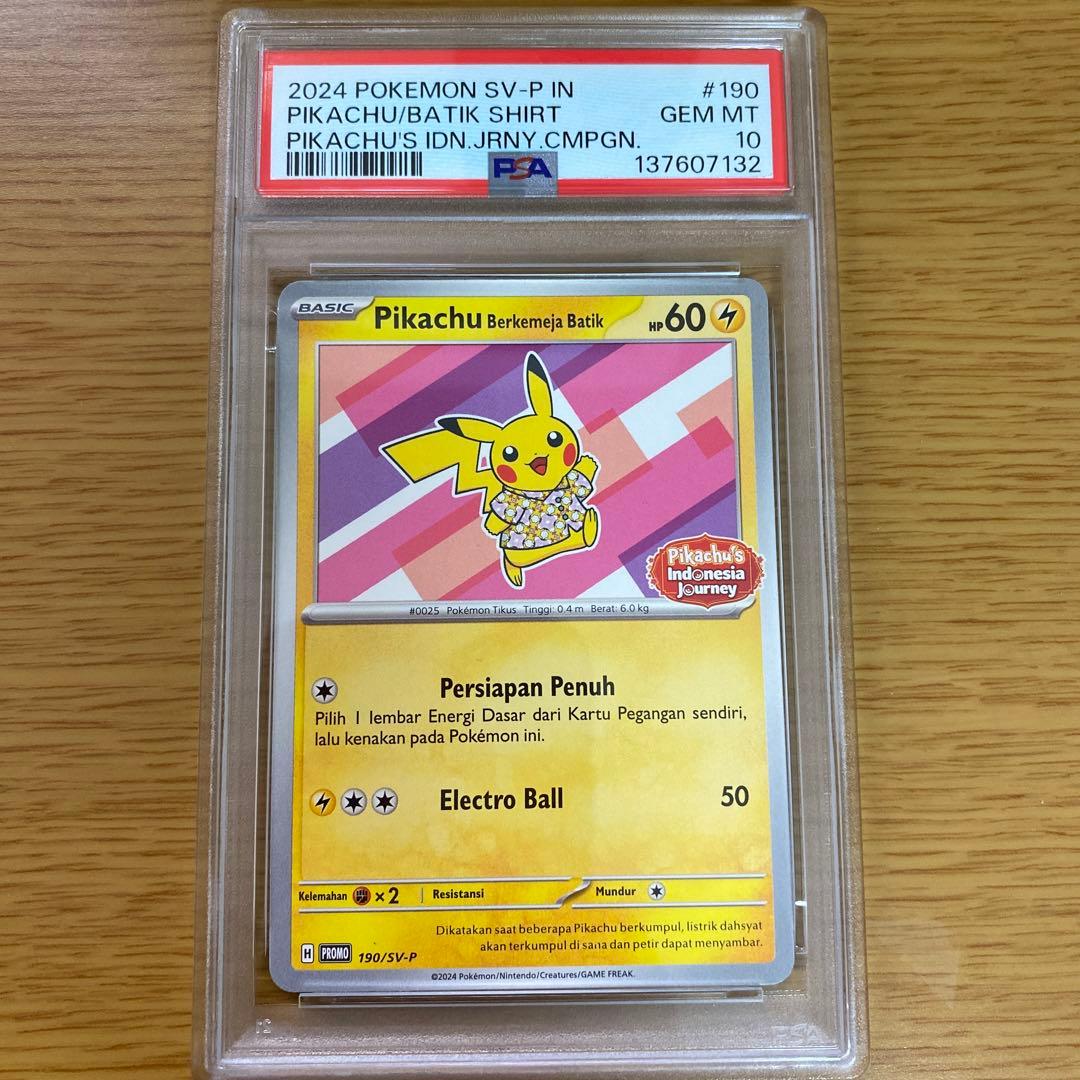 2024 POKEMON SV-P IN #190
PIKACHU/BATIK SHIRT GEM MT
PIKACHU'S IDN.JRNY.CMPGN. 10
PSA 137607132
BASIC Pikachu Berkemeja Batik HP 60
Pikachu's
Indonesia
Journey
#0025 Pokémon Tikus Tinggi: 0.4 m Berat: 6.0 kg
Persiapan Penuh
Pilih 1 lembar Energi Dasar dari Kartu Pegangan sendiri,
lalu kenakan pada Pokémon ini.
Electro Ball 50
Kelemahan ×2 Resistansi Mundur
Dikatakan saat beberapa Pikachu berkumpul, listrik dahsyat
akan terkumpul di sana dan petir dapat menyambar.
H PROMO 190/SV-P
©2024 Pokémon/Nintendo/Creatures/GAME FREAK.